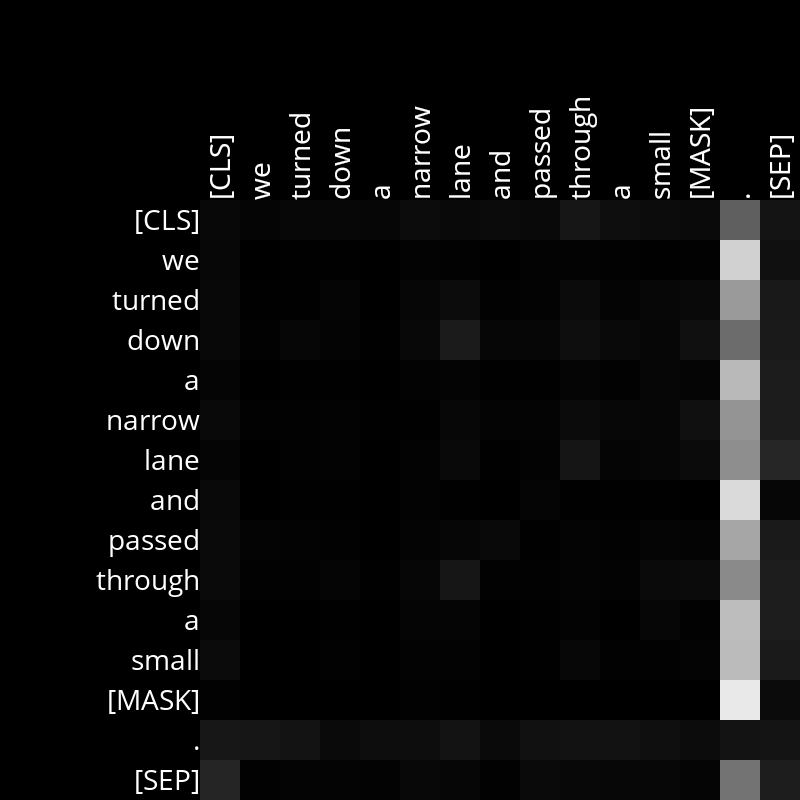 [CLS] we turned down a narrow lane and passed through a small [MASK] . [SEP]
[CLS]
we
turned
down
a
narrow
lane
and
passed
through
a
small
[MASK]
.
[SEP]